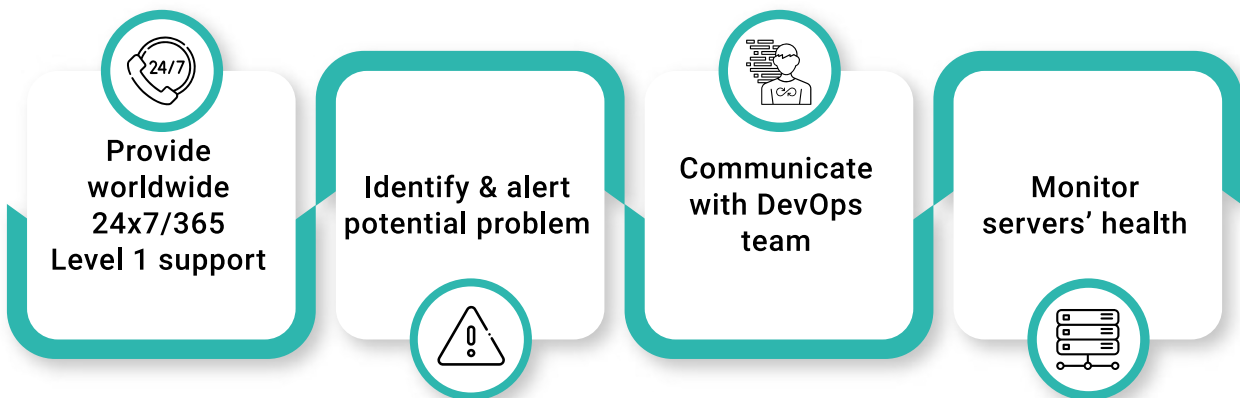 24/7
Provide
worldwide
24x7/365
Level 1 support
Identify & alert
potential problem
Communicate
with DevOps
team
Monitor
servers’ health